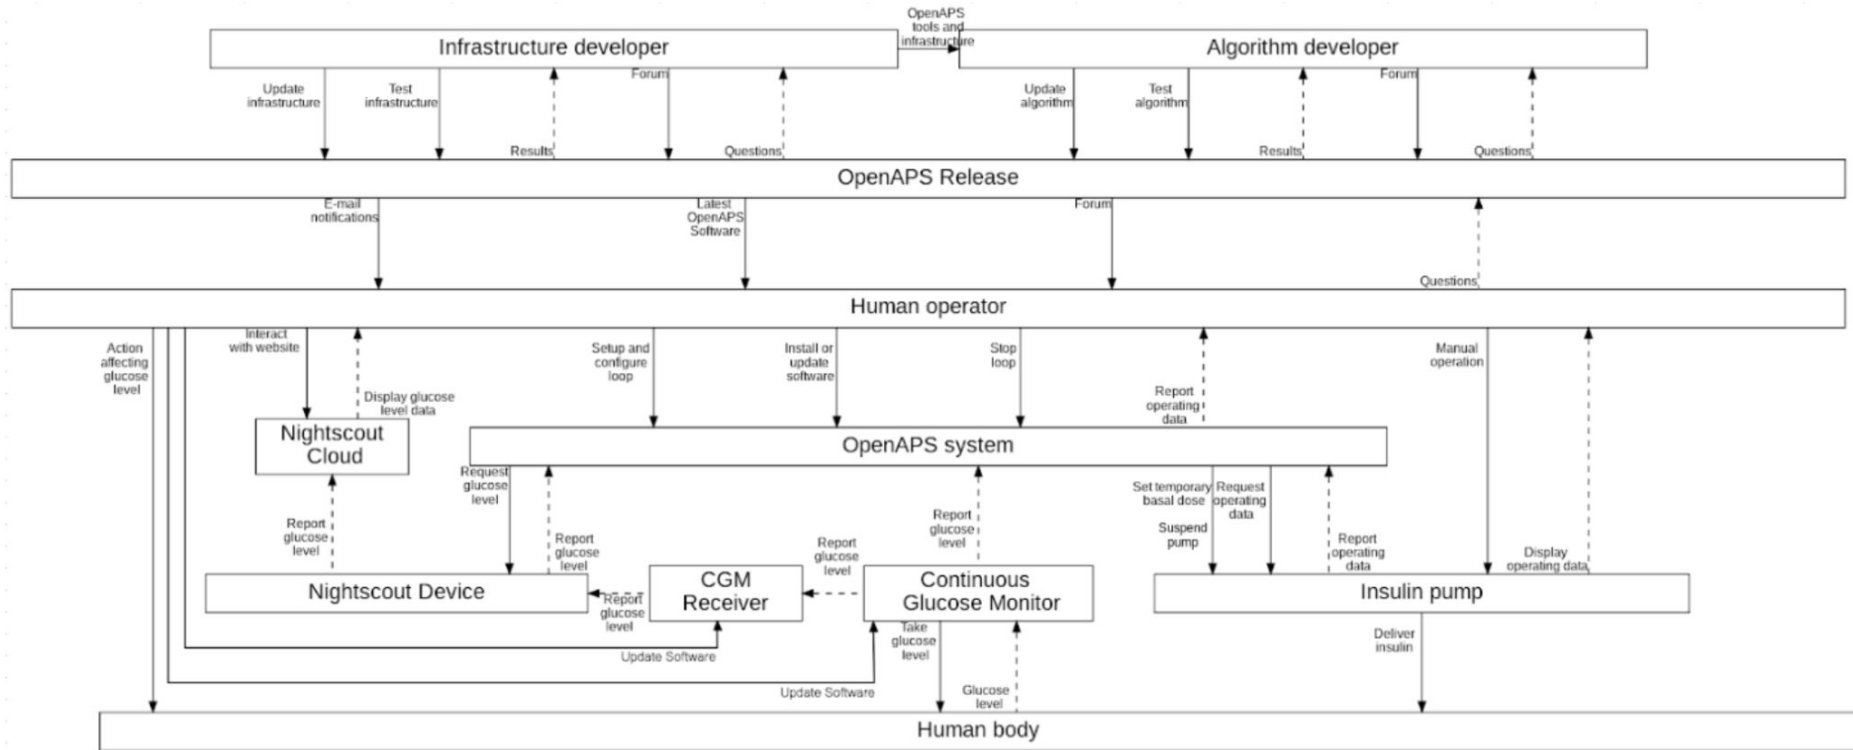 OpenAPS
tools and
infrastructure
Infrastructure developer
Algorithm developer
Update
infrastructure
Test
infrastructure
Results
Forum
Questions
Update
algorithm
Test
algorithm
Results
Forum
Questions
OpenAPS Release
E-mail
notifications
Latest
OpenAPS
Software
Forum
Questions
Human operator
Action
affecting
glucose
level
Interact
with website
Display glucose
level data
Setup and
configure
loop
Install or
update
software
Stop
loop
Report
operating
data
Manual
operation
Nightscout
Cloud
OpenAPS system
Report
glucose
level
Request
glucose
level
Report
glucose
level
Report
glucose
level
Report
glucose
level
Set temporary
basal dose
Suspend
pump
Request
operating
data
Report
operating
data
Display
operating data
Nightscout Device
Report
glucose
level
CGM
Receiver
Continuous
Glucose Monitor
Insulin pump
Update Software
Update Software
Take
glucose
level
Glucose
level
Deliver
insulin
Human body